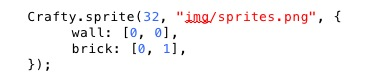 Crafty.sprite(32, "img/sprites.png", {
      wall: [0, 0],
      brick: [0, 1],
});